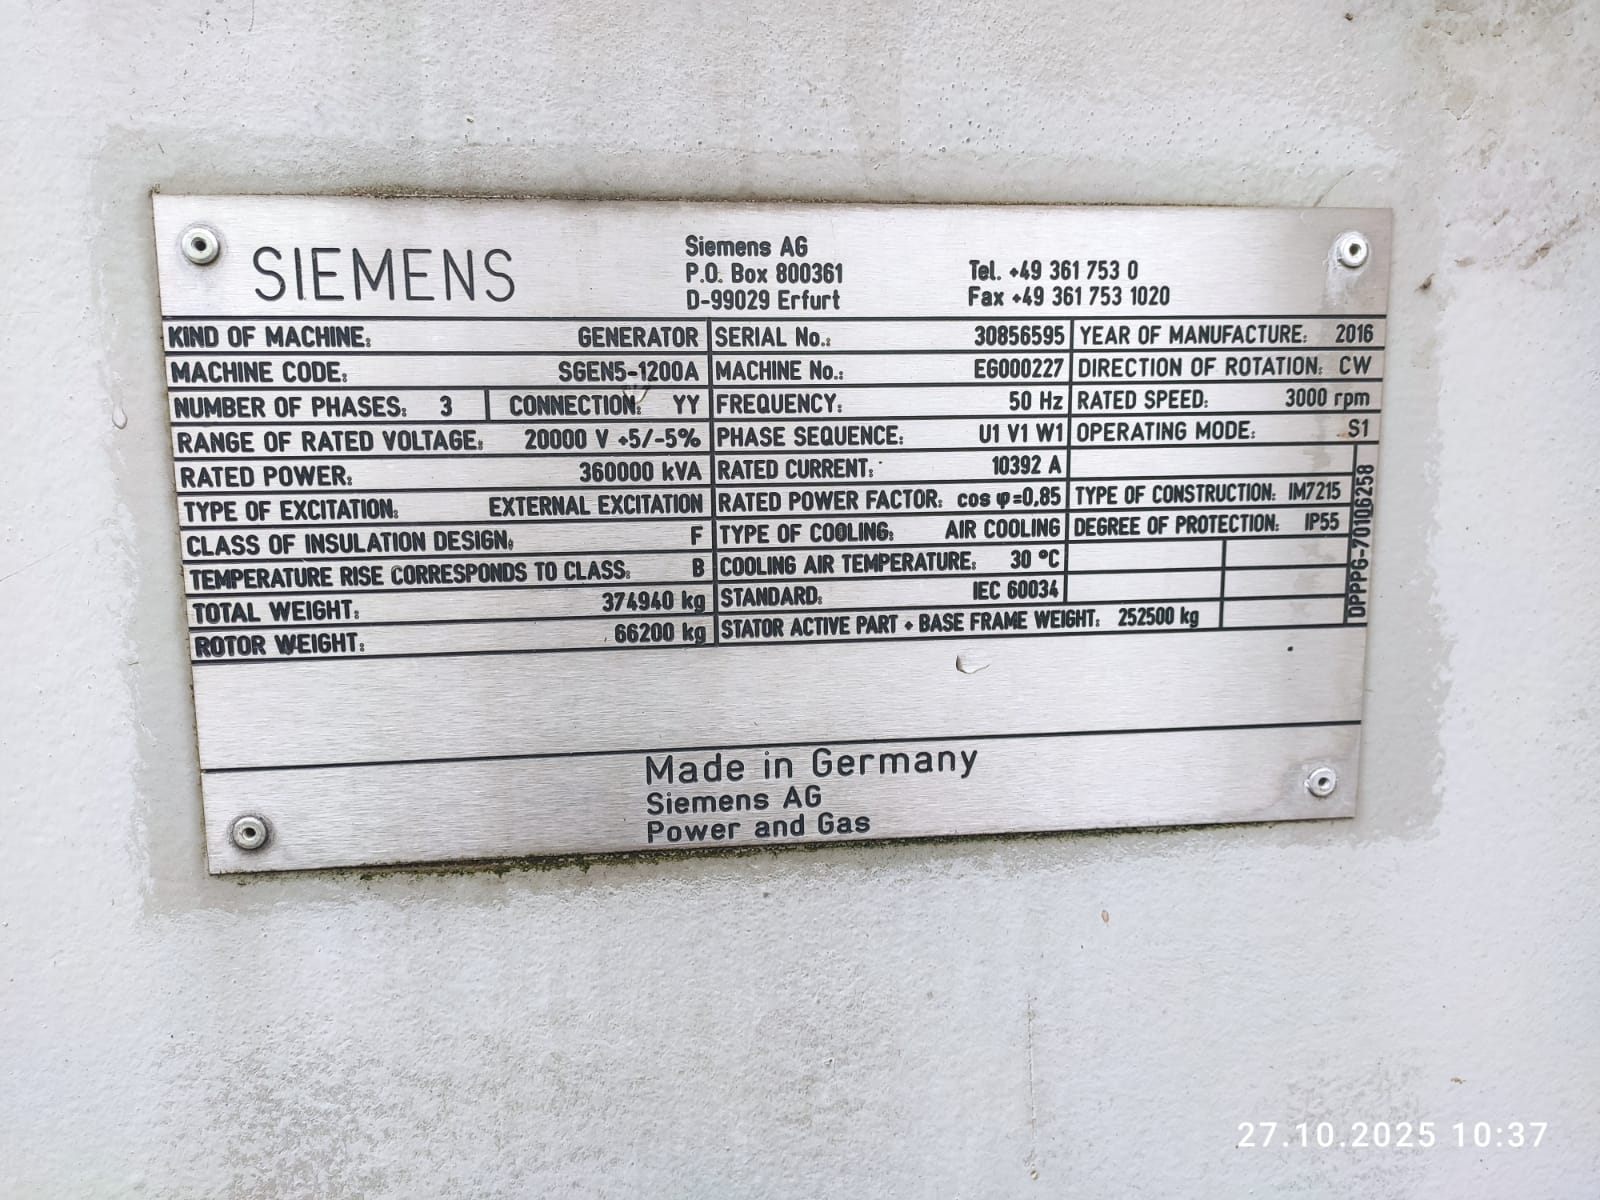 SIEMENS
Siemens AG
P.O. Box 800361
D-99029 Erfurt
Tel. +49 361 753 0
Fax +49 361 753 1020
KIND OF MACHINE: GENERATOR SERIAL No.: 30856595 YEAR OF MANUFACTURE: 2016
MACHINE CODE: SGEN5-1200A MACHINE No.: EG000227 DIRECTION OF ROTATION: CW
NUMBER OF PHASES: 3 CONNECTION: YY FREQUENCY: 50 Hz RATED SPEED: 3000 rpm
RANGE OF RATED VOLTAGE: 20000 V +5/-5% PHASE SEQUENCE: U1 V1 W1 OPERATING MODE: S1
RATED POWER: 360000 kVA RATED CURRENT: 10392 A
TYPE OF EXCITATION: EXTERNAL EXCITATION RATED POWER FACTOR: cos φ=0,85 TYPE OF CONSTRUCTION: IM7215
CLASS OF INSULATION DESIGN: F TYPE OF COOLING: AIR COOLING DEGREE OF PROTECTION: IP55
TEMPERATURE RISE CORRESPONDS TO CLASS: B COOLING AIR TEMPERATURE: 30 °C
TOTAL WEIGHT: 374940 kg STANDARD: IEC 60034
ROTOR WEIGHT: 66200 kg STATOR ACTIVE PART + BASE FRAME WEIGHT: 252500 kg
OPPPG-70106258
Made in Germany
Siemens AG
Power and Gas
27.10.2025 10:37